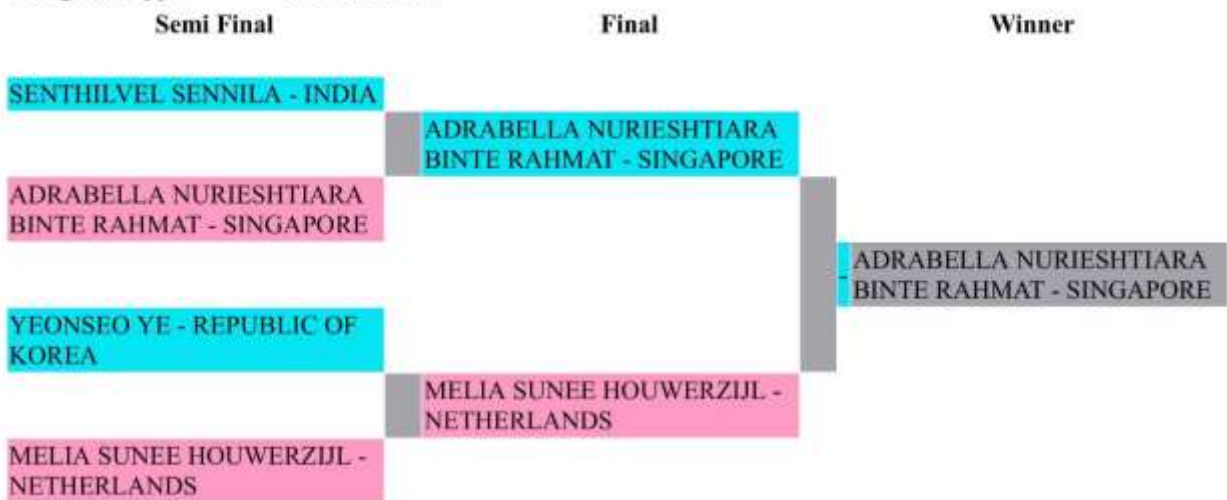 Semi Final
Final
Winner
SENTHILVEL SENNILA - INDIA
ADRABELLA NURIESHTIARA
BINTE RAHMAT - SINGAPORE
ADRABELLA NURIESHTIARA
BINTE RAHMAT - SINGAPORE
- ADRABELLA NURIESHTIARA
BINTE RAHMAT - SINGAPORE
YEONSEO YE - REPUBLIC OF
KOREA
MELIA SUNEE HOUWERZIJL -
NETHERLANDS
MELIA SUNEE HOUWERZIJL -
NETHERLANDS